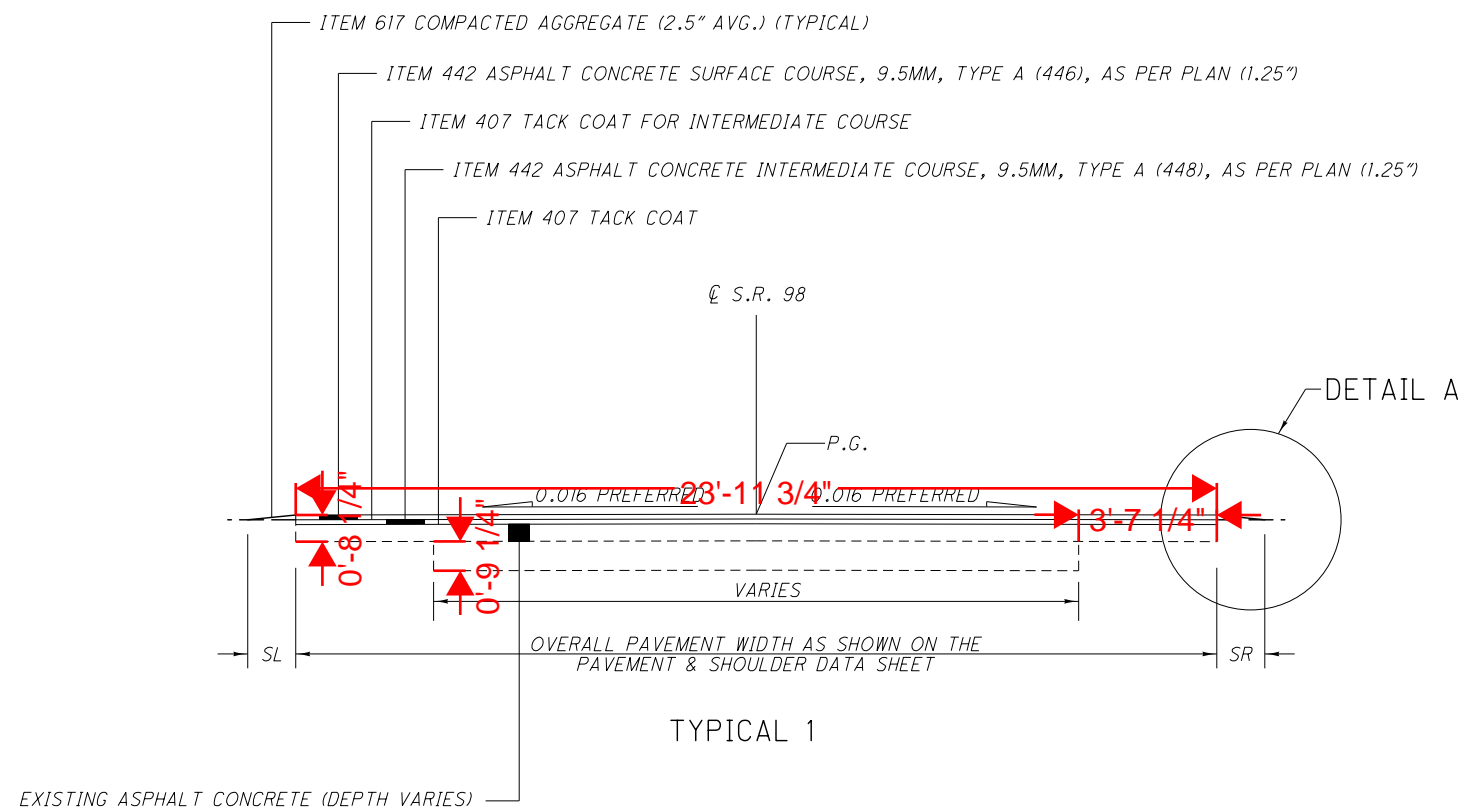 ITEM 617 COMPACTED AGGREGATE (2.5" AVG.) (TYPICAL)
ITEM 442 ASPHALT CONCRETE SURFACE COURSE, 9.5MM, TYPE A (446), AS PER PLAN (1.25")
ITEM 407 TACK COAT FOR INTERMEDIATE COURSE
ITEM 442 ASPHALT CONCRETE INTERMEDIATE COURSE, 9.5MM, TYPE A (448), AS PER PLAN (1.25")
ITEM 407 TACK COAT
℄ S.R. 98
DETAIL A
P.G.
0.016 PREFERRED
23'-11 3/4"
0.016 PREFERRED
3'-7 1/4"
0'-8 1/4"
0'-9 1/4"
VARIES
SL
OVERALL PAVEMENT WIDTH AS SHOWN ON THE
PAVEMENT & SHOULDER DATA SHEET
SR
TYPICAL 1
EXISTING ASPHALT CONCRETE (DEPTH VARIES)